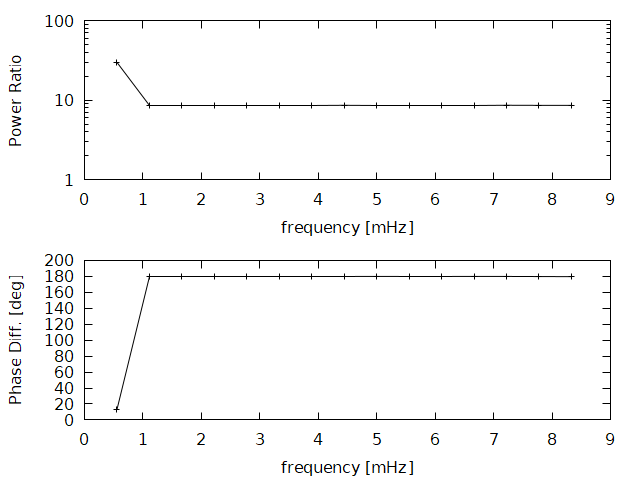 100
10
1
Power Ratio
0 1 2 3 4 5 6 7 8 9
frequency [mHz]
200
180
160
140
120
100
80
60
40
20
0
Phase Diff. [deg]
0 1 2 3 4 5 6 7 8 9
frequency [mHz]